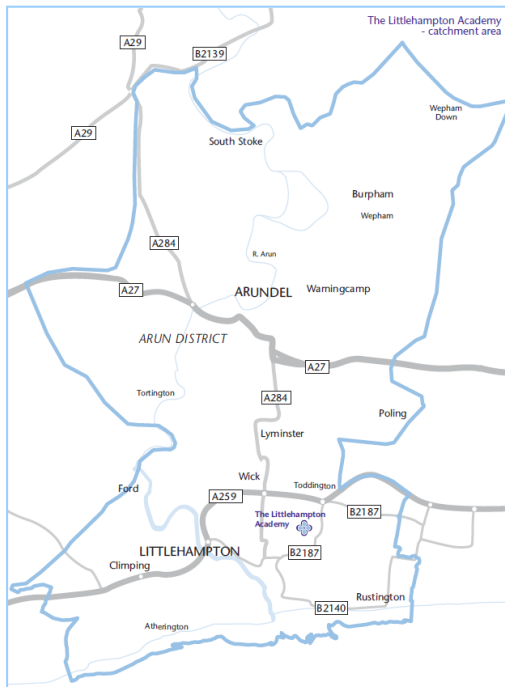 The Littlehampton Academy
- catchment area
A29
B2139
Wepham
Down
A29
South Stoke
Burpham
Wepham
A284
R. Arun
A27
ARUNDEL
Warningcamp
ARUN DISTRICT
A27
Tortington
A284
Poling
Lyminster
Wick
Toddington
Ford
A259
The Littlehampton
Academy
B2187
LITTLEHAMPTON
B2187
Climping
Rustington
B2140
Atherington